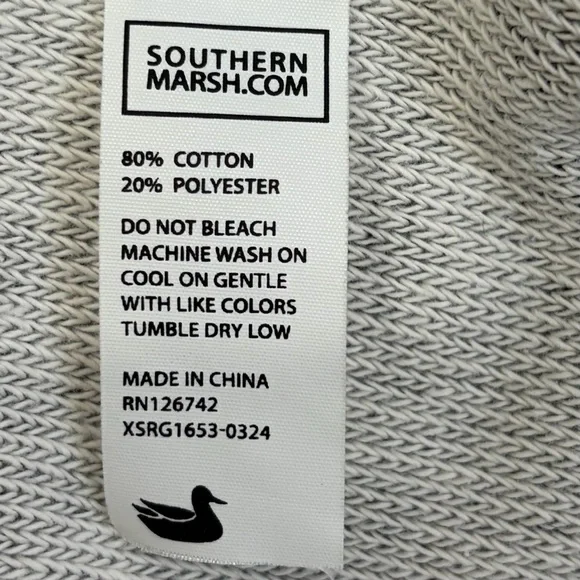 SOUTHERN
MARSH.COM
80% COTTON
20% POLYESTER
DO NOT BLEACH
MACHINE WASH ON
COOL ON GENTLE
WITH LIKE COLORS
TUMBLE DRY LOW
MADE IN CHINA
RN126742
XSRG1653-0324